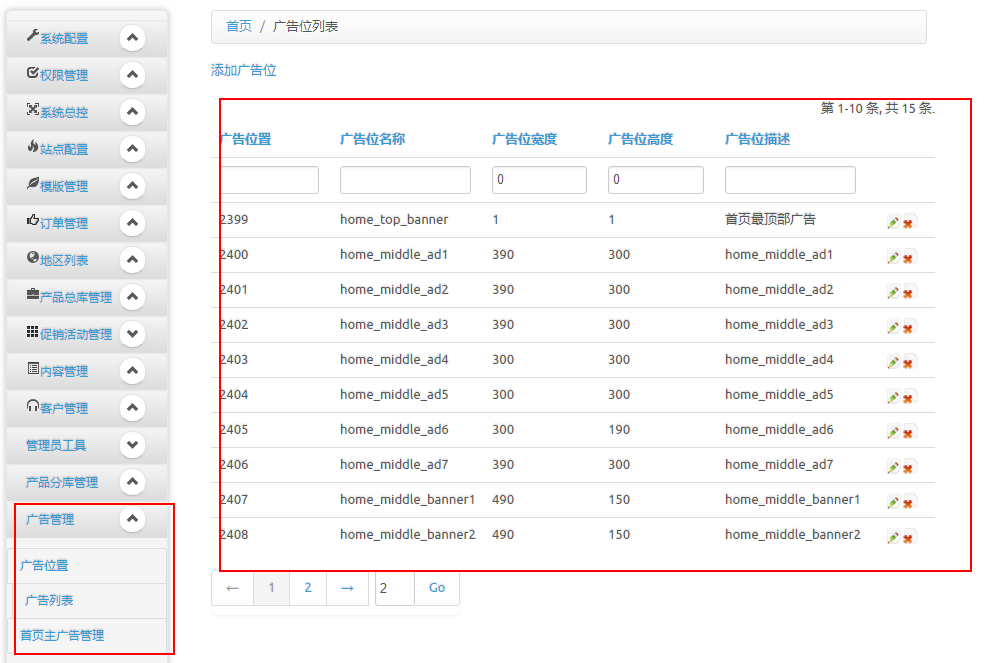 系统配置
权限管理
系统总控
站点配置
模版管理
订单管理
地区列表
产品总库管理
促销活动管理
内容管理
客户管理
管理员工具
产品分库管理
广告管理
广告位置
广告列表
首页主广告管理
首页 / 广告位列表
添加广告位
第 1-10 条, 共 15 条.
广告位置 广告位名称 广告位宽度 广告位高度 广告位描述
0 0
2399 home_top_banner 1 1 首页最顶部广告
2400 home_middle_ad1 390 300 home_middle_ad1
2401 home_middle_ad2 390 300 home_middle_ad2
2402 home_middle_ad3 390 300 home_middle_ad3
2403 home_middle_ad4 300 300 home_middle_ad4
2404 home_middle_ad5 300 300 home_middle_ad5
2405 home_middle_ad6 300 190 home_middle_ad6
2406 home_middle_ad7 390 300 home_middle_ad7
2407 home_middle_banner1 490 150 home_middle_banner1
2408 home_middle_banner2 490 150 home_middle_banner2
← 1 2 → 2 Go